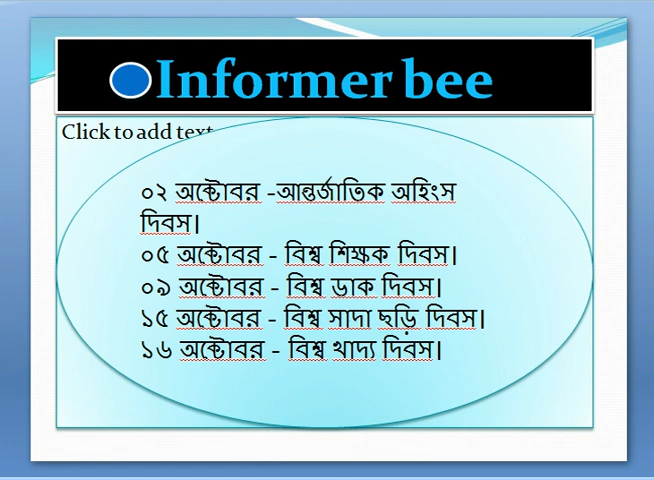 Informer bee
Click to add text
০২ অক্টোবর -আন্তর্জাতিক অহিংস
দিবস।
০৫ অক্টোবর - বিশ্ব শিক্ষক দিবস।
০৯ অক্টোবর - বিশ্ব ডাক দিবস।
১৫ অক্টোবর - বিশ্ব সাদা ছড়ি দিবস।
১৬ অক্টোবর - বিশ্ব খাদ্য দিবস।